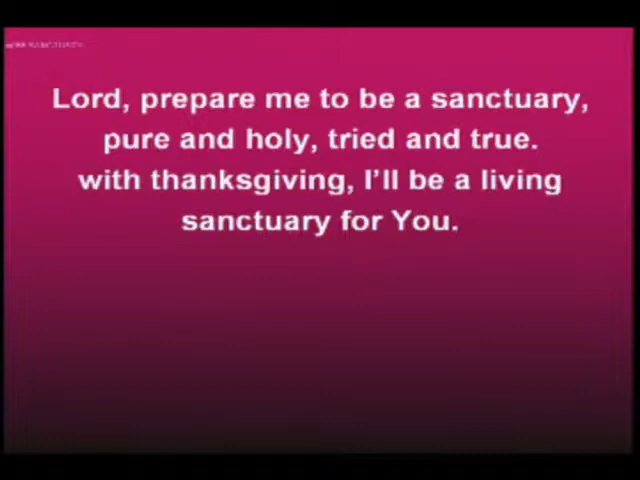 Lord, prepare me to be a sanctuary,
pure and holy, tried and true.
with thanksgiving, I'll be a living
sanctuary for You.